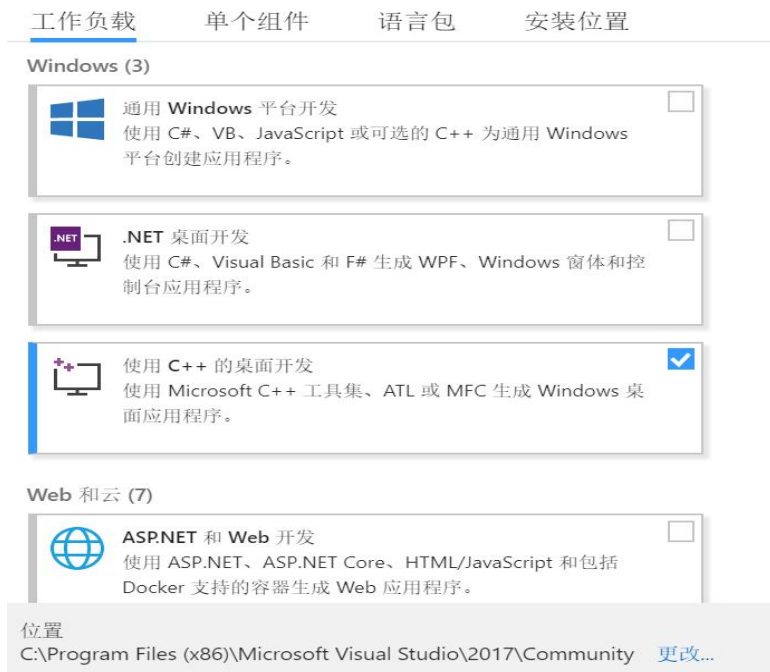 工作负载 单个组件 语言包 安装位置
Windows (3)
通用 Windows 平台开发
使用 C#、VB、JavaScript 或可选的 C++ 为通用 Windows
平台创建应用程序。
.NET
.NET 桌面开发
使用 C#、Visual Basic 和 F# 生成 WPF、Windows 窗体和控
制台应用程序。
++
使用 C++ 的桌面开发
使用 Microsoft C++ 工具集、ATL 或 MFC 生成 Windows 桌
面应用程序。
Web 和云 (7)
ASP.NET 和 Web 开发
使用 ASP.NET、ASP.NET Core、HTML/JavaScript 和包括
Docker 支持的容器生成 Web 应用程序。
位置
C:\Program Files (x86)\Microsoft Visual Studio\2017\Community 更改...